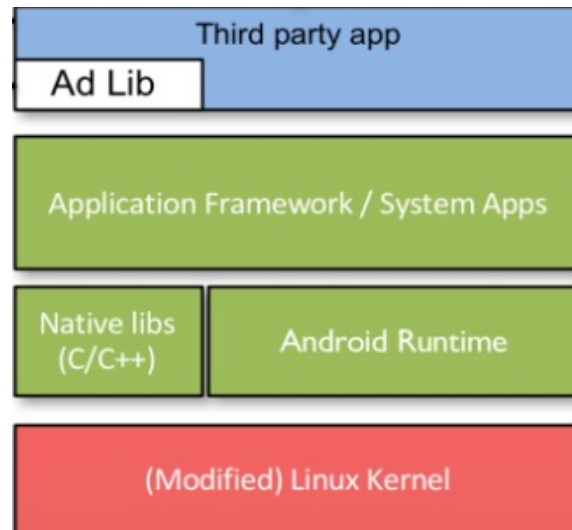 Third party app
Ad Lib
Application Framework / System Apps
Native libs
(C/C++)
Android Runtime
(Modified) Linux Kernel